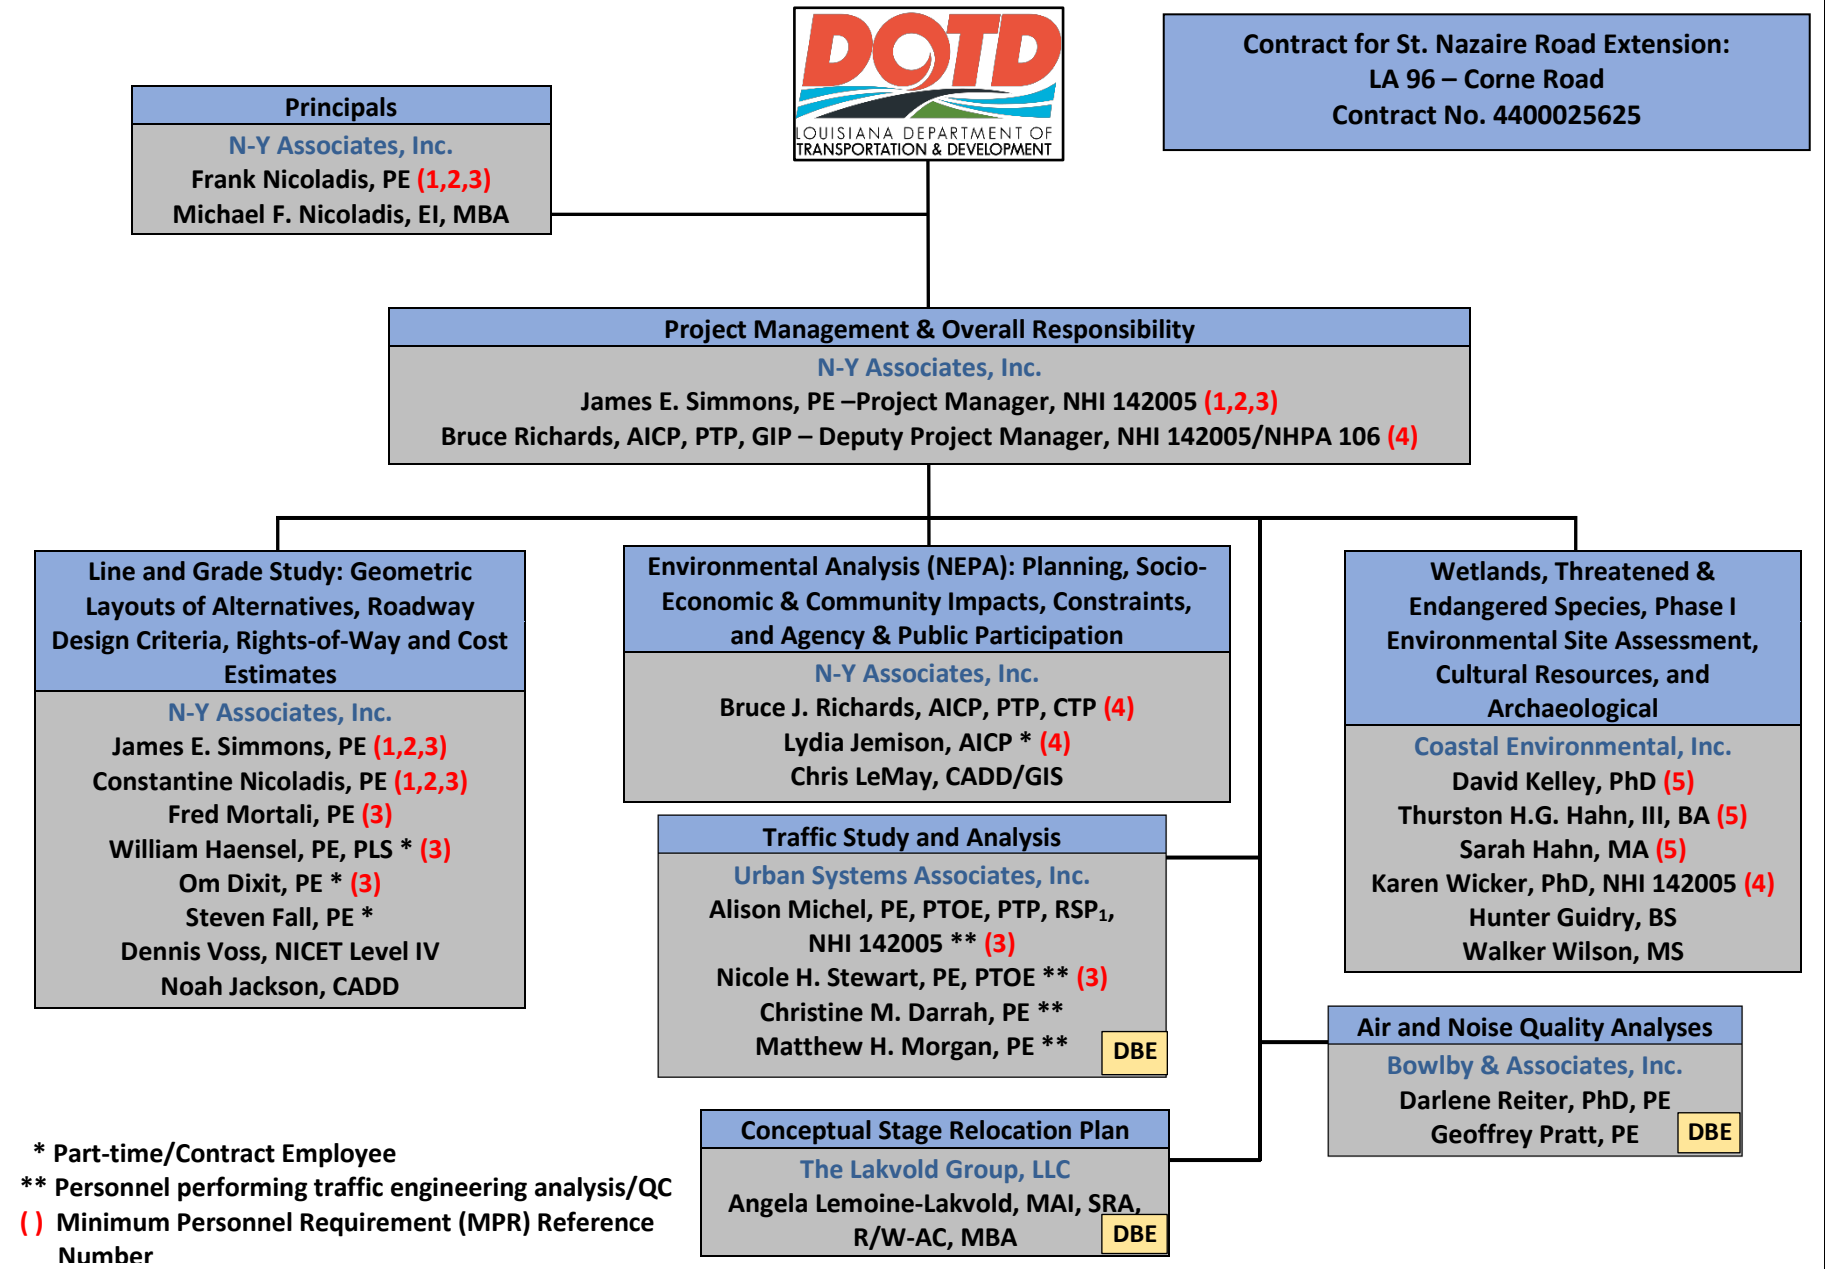 DOTD
LOUISIANA DEPARTMENT OF
TRANSPORTATION & DEVELOPMENT
Contract for St. Nazaire Road Extension:
LA 96 – Corne Road
Contract No. 4400025625
Principals
N-Y Associates, Inc.
Frank Nicoladis, PE (1,2,3)
Michael F. Nicoladis, EI, MBA
Project Management & Overall Responsibility
N-Y Associates, Inc.
James E. Simmons, PE –Project Manager, NHI 142005 (1,2,3)
Bruce Richards, AICP, PTP, GIP – Deputy Project Manager, NHI 142005/NHPA 106 (4)
Line and Grade Study: Geometric
Layouts of Alternatives, Roadway
Design Criteria, Rights-of-Way and Cost
Estimates
N-Y Associates, Inc.
James E. Simmons, PE (1,2,3)
Constantine Nicoladis, PE (1,2,3)
Fred Mortali, PE (3)
William Haensel, PE, PLS * (3)
Om Dixit, PE * (3)
Steven Fall, PE *
Dennis Voss, NICET Level IV
Noah Jackson, CADD
Environmental Analysis (NEPA): Planning, Socio-
Economic & Community Impacts, Constraints,
and Agency & Public Participation
N-Y Associates, Inc.
Bruce J. Richards, AICP, PTP, CTP (4)
Lydia Jemison, AICP * (4)
Chris LeMay, CADD/GIS
Traffic Study and Analysis
Urban Systems Associates, Inc.
Alison Michel, PE, PTOE, PTP, RSP₁,
NHI 142005 ** (3)
Nicole H. Stewart, PE, PTOE ** (3)
Christine M. Darrah, PE **
Matthew H. Morgan, PE **
DBE
Conceptual Stage Relocation Plan
The Lakvold Group, LLC
Angela Lemoine-Lakvold, MAI, SRA,
R/W-AC, MBA
DBE
Wetlands, Threatened &
Endangered Species, Phase I
Environmental Site Assessment,
Cultural Resources, and
Archaeological
Coastal Environmental, Inc.
David Kelley, PhD (5)
Thurston H.G. Hahn, III, BA (5)
Sarah Hahn, MA (5)
Karen Wicker, PhD, NHI 142005 (4)
Hunter Guidry, BS
Walker Wilson, MS
Air and Noise Quality Analyses
Bowlby & Associates, Inc.
Darlene Reiter, PhD, PE
Geoffrey Pratt, PE
DBE
* Part-time/Contract Employee
** Personnel performing traffic engineering analysis/QC
( ) Minimum Personnel Requirement (MPR) Reference
Number